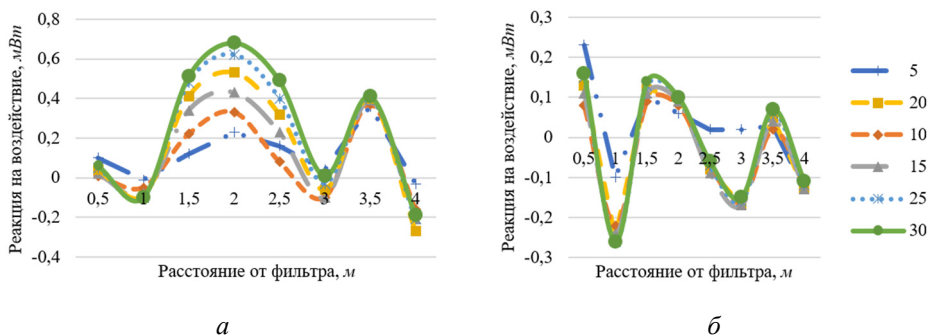 Реакция на воздействие, мВт
0,8
0,6
0,4
0,2
0
-0,2
-0,4
0,5 1 1,5 2 2,5 3 3,5 4
Расстояние от фильтра, м
а
Реакция на воздействие, мВт
0,3
0,2
0,1
0
-0,1
-0,2
-0,3
0,5 1 1,5 2 2,5 3 3,5 4
Расстояние от фильтра, м
б
5
20
10
15
25
30